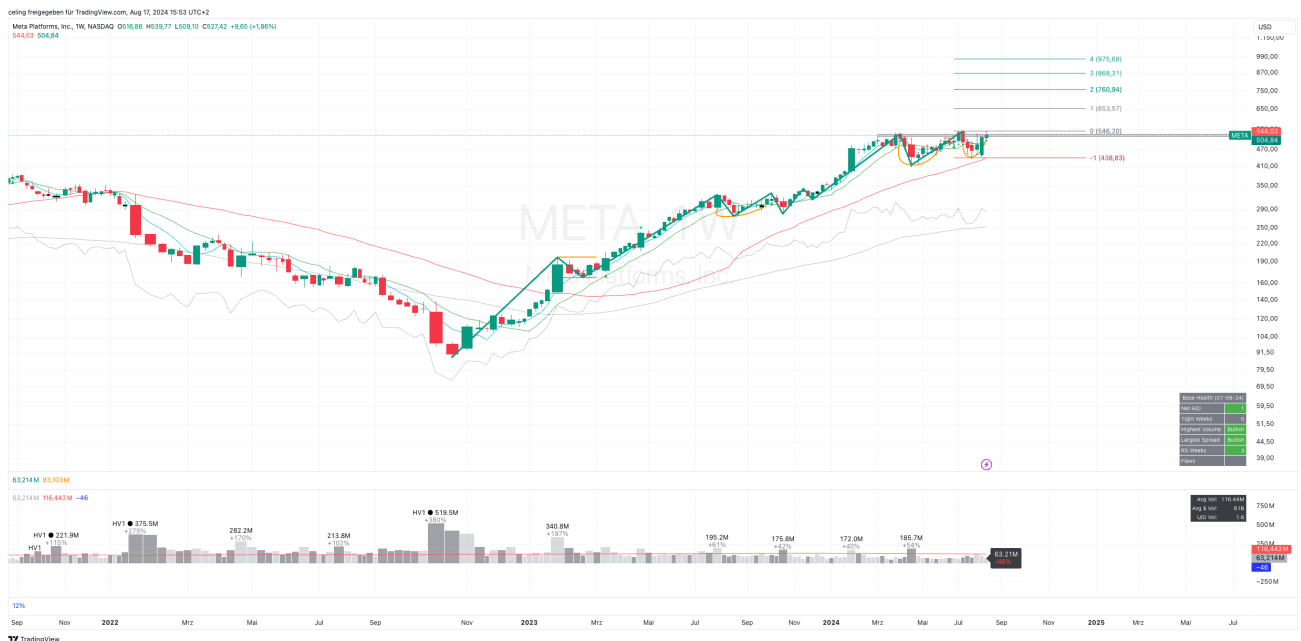 celing freigegeben für TradingView.com, Aug 17, 2024 15:53 UTC+2
Meta Platforms, Inc., 1W, NASDAQ O516,86 H539,77 L509,10 C527,42 +9,65 (+1,86%)
544,03 504,84
USD
1.150,00
990,00
870,00
750,00
650,00
470,00
410,00
350,00
290,00
250,00
220,00
190,00
160,00
140,00
120,00
104,00
91,50
79,50
69,50
59,50
51,50
44,50
39,00
4 (975,68)
3 (868,31)
2 (760,94)
1 (653,57)
0 (546,20)
-1 (438,83)
META
544,03
504,84
META, 1W
Meta Platforms, Inc.
Base Health (07-08-24)
Net A/D 1
Tight Weeks 0
Highest Volume Bullish
Largest Spread Bullish
RS Weeks 3
Flaws
63,214M 83,103M
63,214M 116,443M −46
HV1
HV1 ● 221.9M
+115%
HV1 ● 375.5M
+275%
282.2M
+170%
213.8M
+102%
HV1 ● 519.5M
+380%
340.8M
+197%
195.2M
+61%
175.8M
+42%
172.0M
+40%
185.7M
+54%
63.21M
-46%
Avg Vol: 116.44M
Avg $ Vol: 61B
U/D Vol: 1.6
750M
500M
250M
116,443M
63,214M
−46
−250M
12%
Sep Nov 2022 Mrz Mai Jul Sep Nov 2023 Mrz Mai Jul Sep Nov 2024 Mrz Mai Jul Sep Nov 2025 Mrz Mai Jul
TradingView